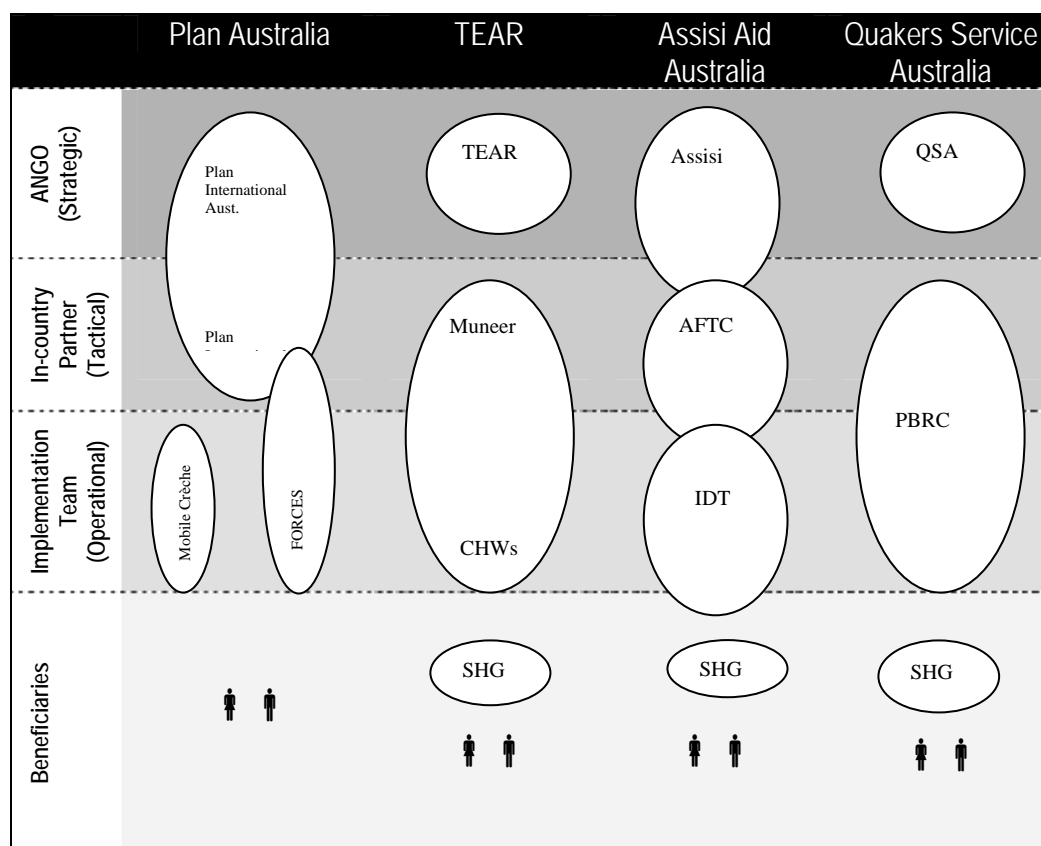 Plan Australia
TEAR
Assisi Aid
Australia
Quakers Service
Australia
ANGO
(Strategic)
Plan
International
Aust.
TEAR
Assisi
QSA
In-country
Partner
(Tactical)
Plan
Muneer
AFTC
PBRC
Implementation
Team
(Operational)
Mobile Crèche
FORCES
CHWs
IDT
Beneficiaries
SHG
SHG
SHG